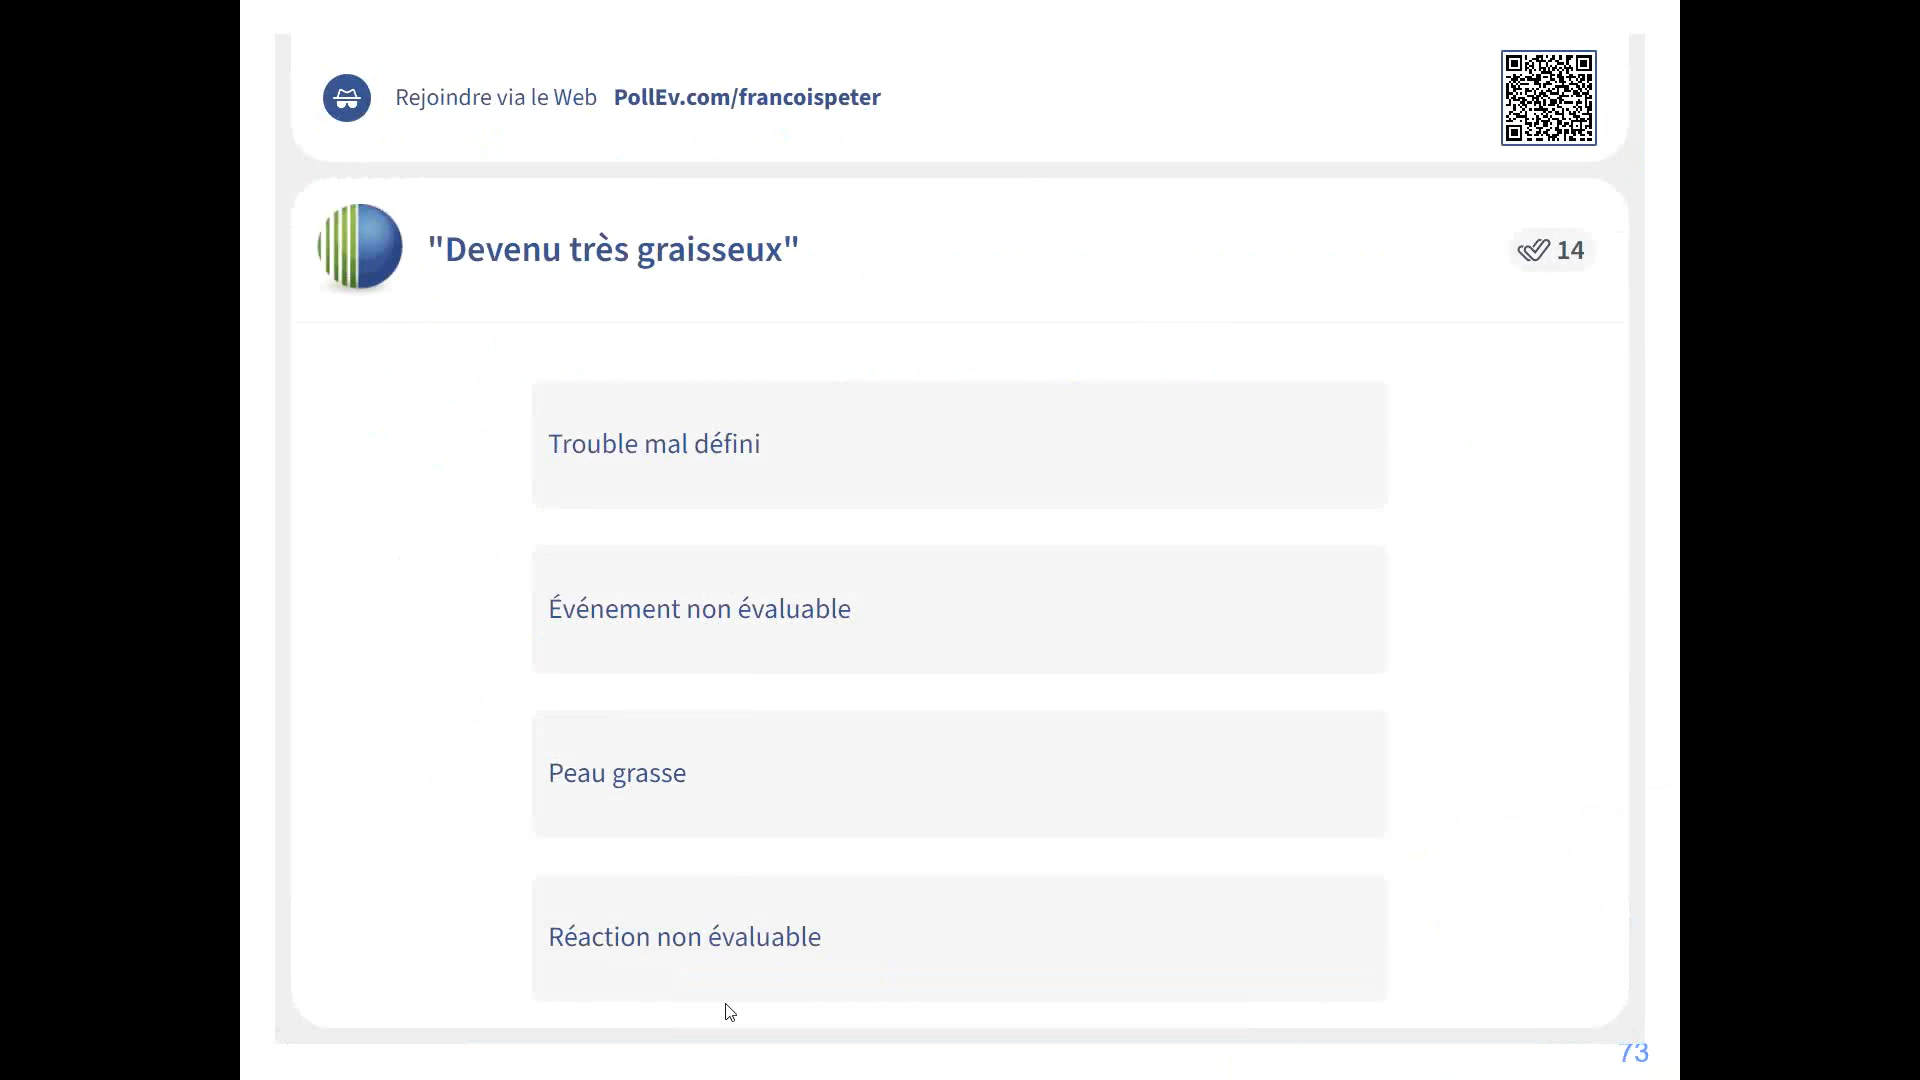 Rejoindre via le Web PollEv.com/francoispeter
"Devenu très graisseux"
14
Trouble mal défini
Événement non évaluable
Peau grasse
Réaction non évaluable
73